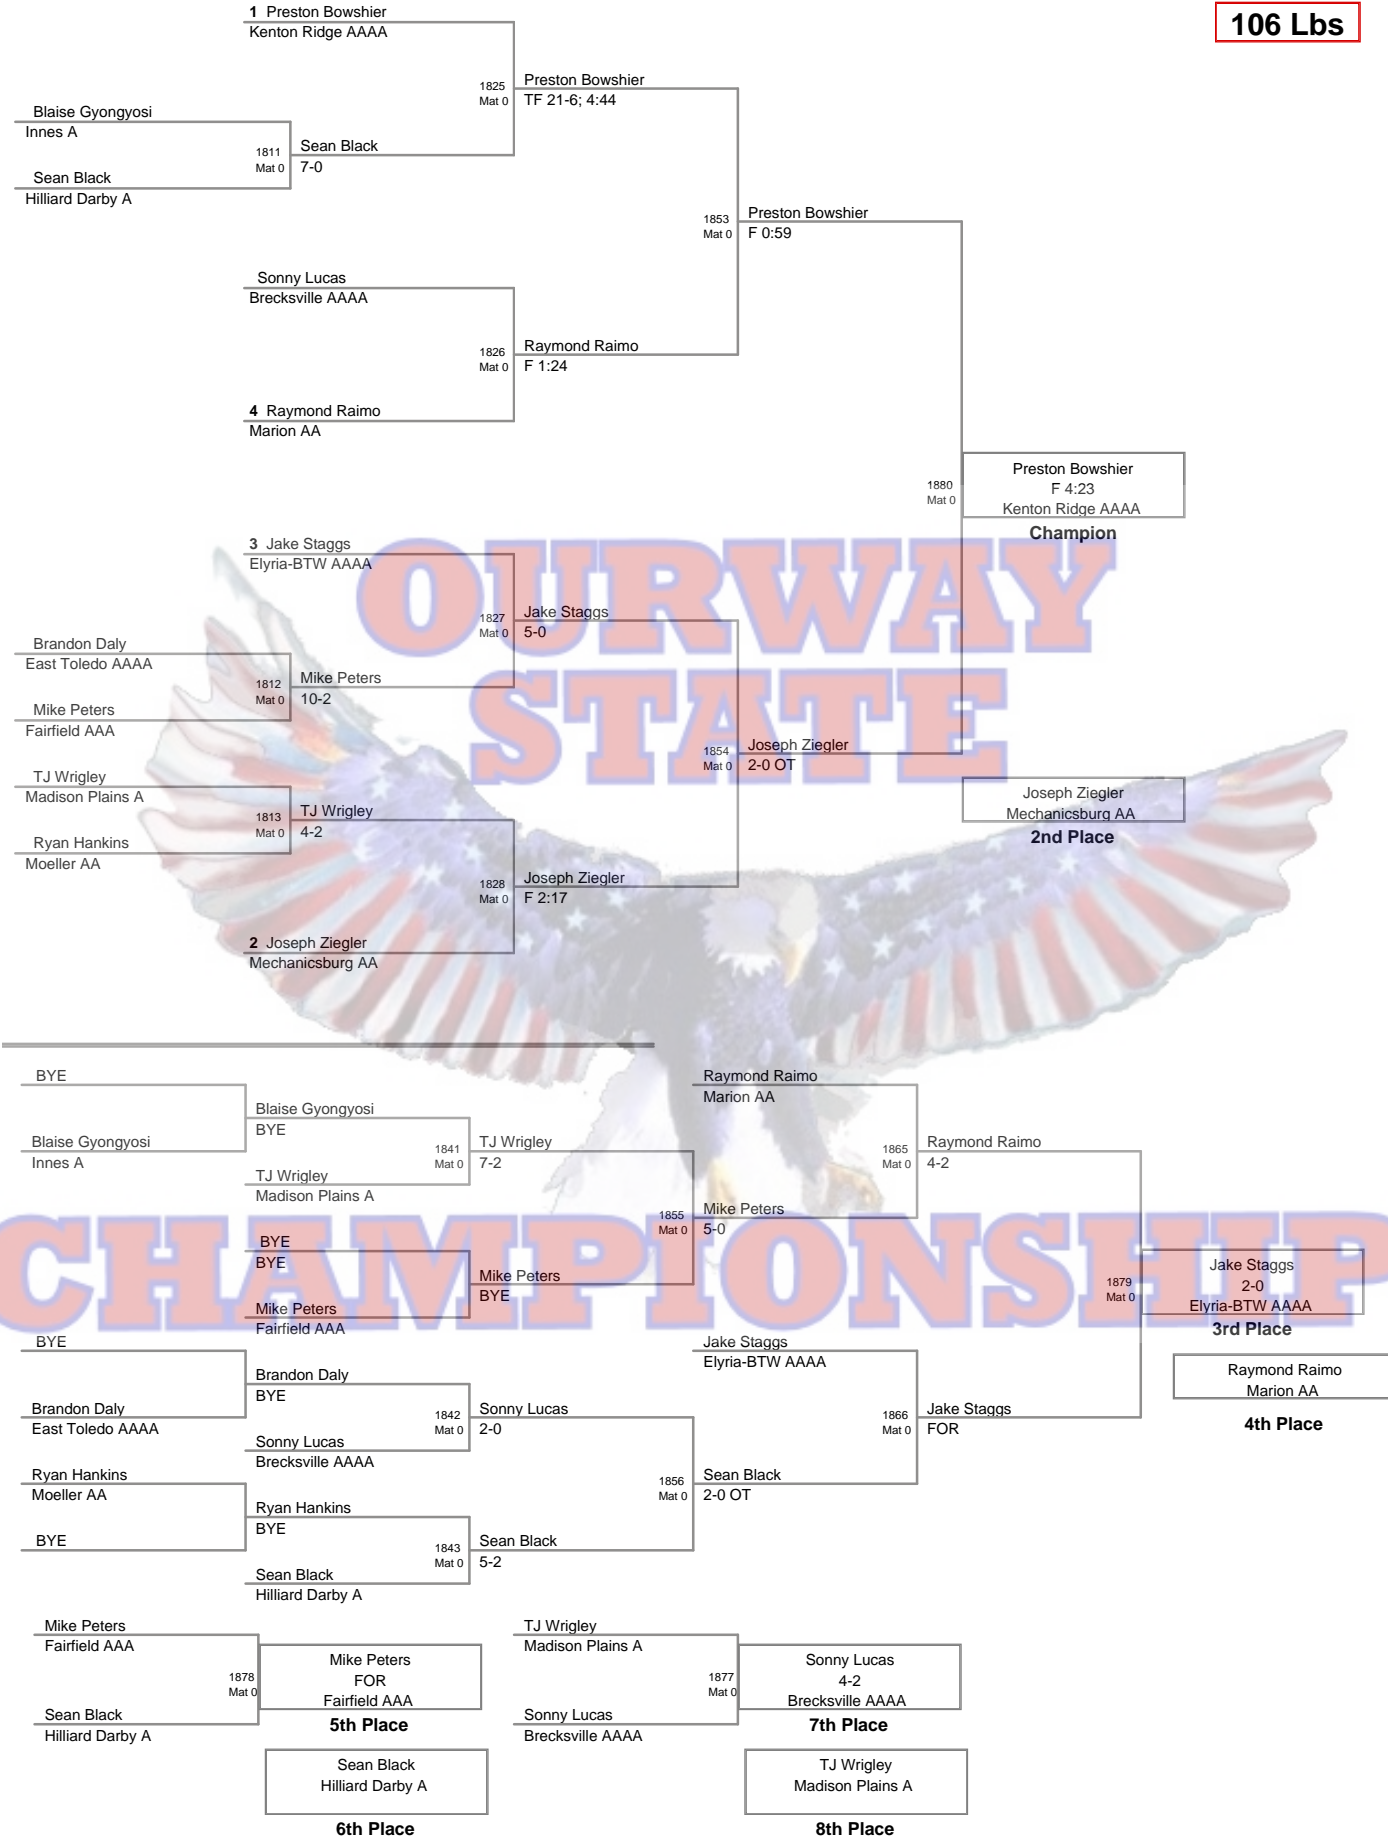 106 Lbs
1 Preston Bowshier
Kenton Ridge AAAA
1825
Mat 0
Preston Bowshier
TF 21-6; 4:44
Blaise Gyongyosi
Innes A
1811
Mat 0
Sean Black
7-0
Sean Black
Hilliard Darby A
1853
Mat 0
Preston Bowshier
F 0:59
Sonny Lucas
Brecksville AAAA
1826
Mat 0
Raymond Raimo
F 1:24
4 Raymond Raimo
Marion AA
1880
Mat 0
Preston Bowshier
F 4:23
Kenton Ridge AAAA
Champion
OURWAY
STATE
CHAMPIONSHIP
3 Jake Staggs
Elyria-BTW AAAA
1827
Mat 0
Jake Staggs
5-0
Brandon Daly
East Toledo AAAA
1812
Mat 0
Mike Peters
10-2
Mike Peters
Fairfield AAA
1854
Mat 0
Joseph Ziegler
2-0 OT
TJ Wrigley
Madison Plains A
1813
Mat 0
TJ Wrigley
4-2
Ryan Hankins
Moeller AA
Joseph Ziegler
Mechanicsburg AA
2nd Place
1828
Mat 0
Joseph Ziegler
F 2:17
2 Joseph Ziegler
Mechanicsburg AA
BYE
Blaise Gyongyosi
BYE
Blaise Gyongyosi
Innes A
1841
Mat 0
TJ Wrigley
7-2
TJ Wrigley
Madison Plains A
Raymond Raimo
Marion AA
1865
Mat 0
Raymond Raimo
4-2
1855
Mat 0
Mike Peters
5-0
BYE
BYE
Mike Peters
BYE
Mike Peters
Fairfield AAA
1879
Mat 0
Jake Staggs
2-0
Elyria-BTW AAAA
3rd Place
Raymond Raimo
Marion AA
4th Place
BYE
Brandon Daly
BYE
Brandon Daly
East Toledo AAAA
1842
Mat 0
Sonny Lucas
2-0
Sonny Lucas
Brecksville AAAA
Jake Staggs
Elyria-BTW AAAA
1866
Mat 0
Jake Staggs
FOR
Ryan Hankins
Moeller AA
Ryan Hankins
BYE
BYE
1856
Mat 0
Sean Black
2-0 OT
1843
Mat 0
Sean Black
5-2
Sean Black
Hilliard Darby A
Mike Peters
Fairfield AAA
1878
Mat 0
Mike Peters
FOR
Fairfield AAA
5th Place
Sean Black
Hilliard Darby A
Sean Black
Hilliard Darby A
6th Place
TJ Wrigley
Madison Plains A
1877
Mat 0
Sonny Lucas
4-2
Brecksville AAAA
7th Place
Sonny Lucas
Brecksville AAAA
TJ Wrigley
Madison Plains A
8th Place